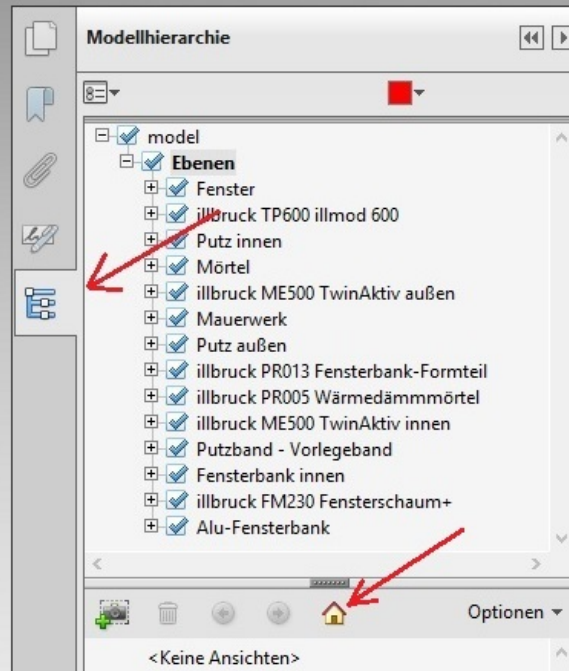 Modellhierarchie
model
Ebenen
Fenster
illbruck TP600 illmod 600
Putz innen
Mörtel
illbruck ME500 TwinAktiv außen
Mauerwerk
Putz außen
illbruck PR013 Fensterbank-Formteil
illbruck PR005 Wärmedämmmörtel
illbruck ME500 TwinAktiv innen
Putzband - Vorlegeband
Fensterbank innen
illbruck FM230 Fensterschaum+
Alu-Fensterbank
Optionen
<Keine Ansichten>